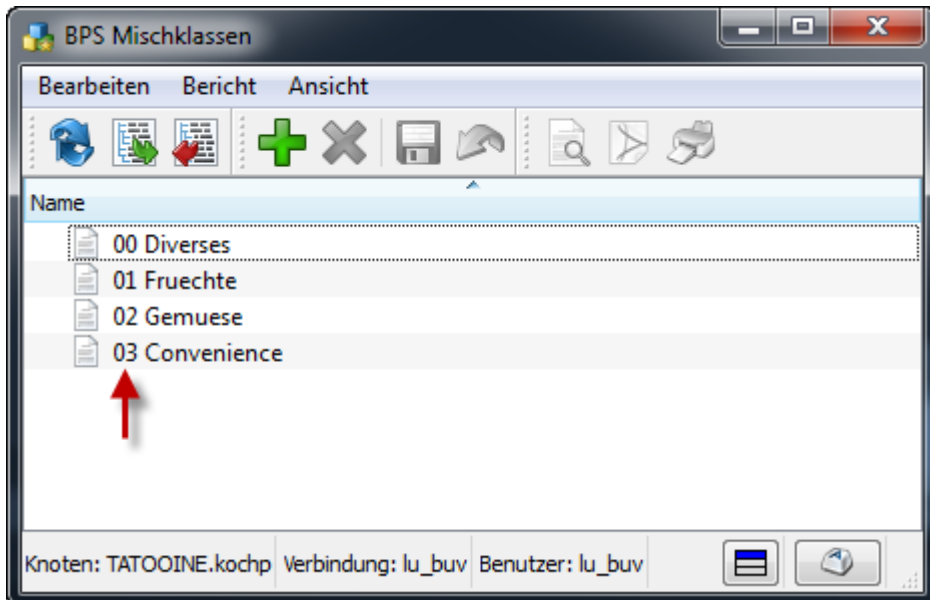 BPS Mischklassen
Bearbeiten Bericht Ansicht
Name
00 Diverses
01 Fruechte
02 Gemuese
03 Convenience
Knoten: TATOOINE.kochp Verbindung: lu_buv Benutzer: lu_buv